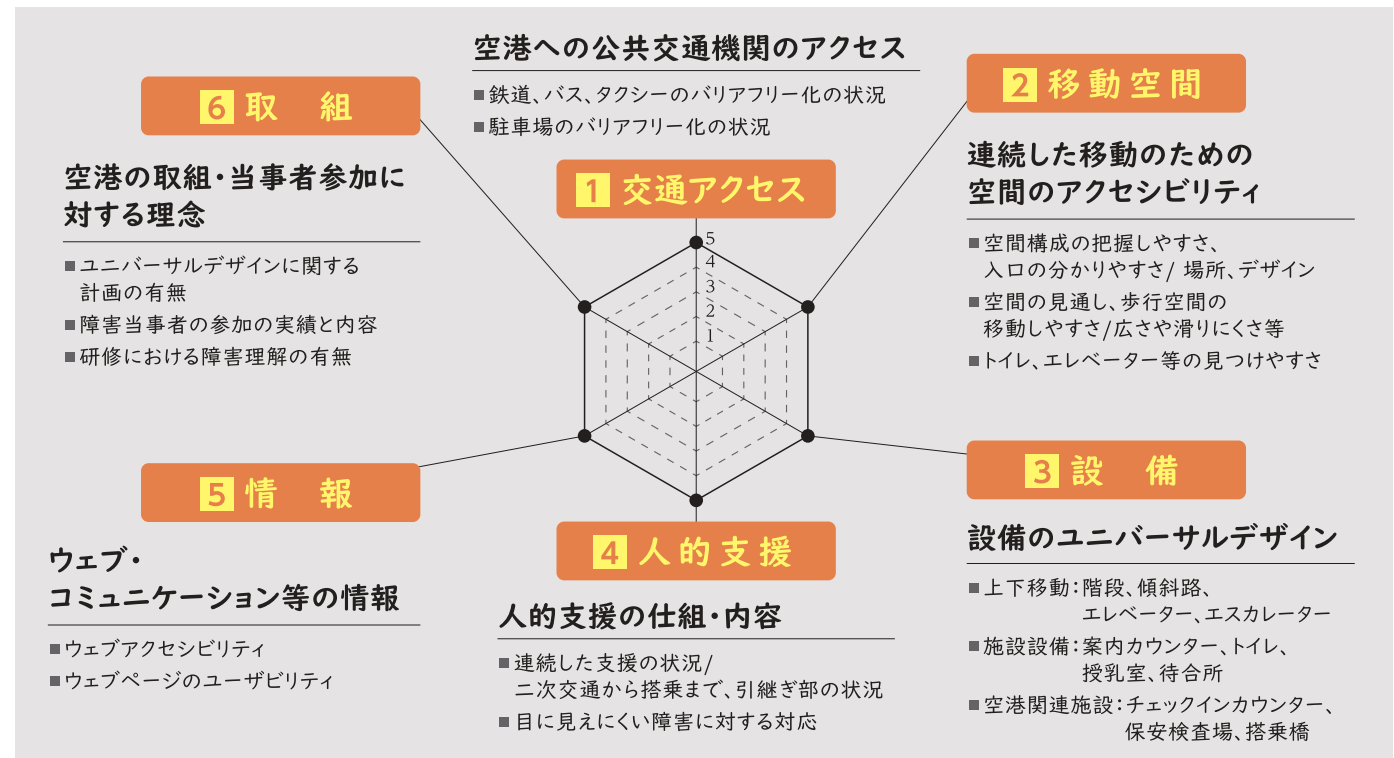 空港への公共交通機関のアクセス
■鉄道、バス、タクシーのバリアフリー化の状況
■駐車場のバリアフリー化の状況
1 交通アクセス
5
4
3
2
1
2 移動空間
連続した移動のための
空間のアクセシビリティ
■空間構成の把握しやすさ、
入口の分かりやすさ/ 場所、デザイン
■空間の見通し、歩行空間の
移動しやすさ/広さや滑りにくさ等
■トイレ、エレベーター等の見つけやすさ
3 設 備
設備のユニバーサルデザイン
■上下移動:階段、傾斜路、
エレベーター、エスカレーター
■施設設備:案内カウンター、トイレ、
授乳室、待合所
■空港関連施設:チェックインカウンター、
保安検査場、搭乗橋
4 人的支援
人的支援の仕組・内容
■連続した支援の状況/
二次交通から搭乗まで、引継ぎ部の状況
■目に見えにくい障害に対する対応
5 情 報
ウェブ・
コミュニケーション等の情報
■ウェブアクセシビリティ
■ウェブページのユーザビリティ
6 取 組
空港の取組・当事者参加に
対する理念
■ユニバーサルデザインに関する
計画の有無
■障害当事者の参加の実績と内容
■研修における障害理解の有無